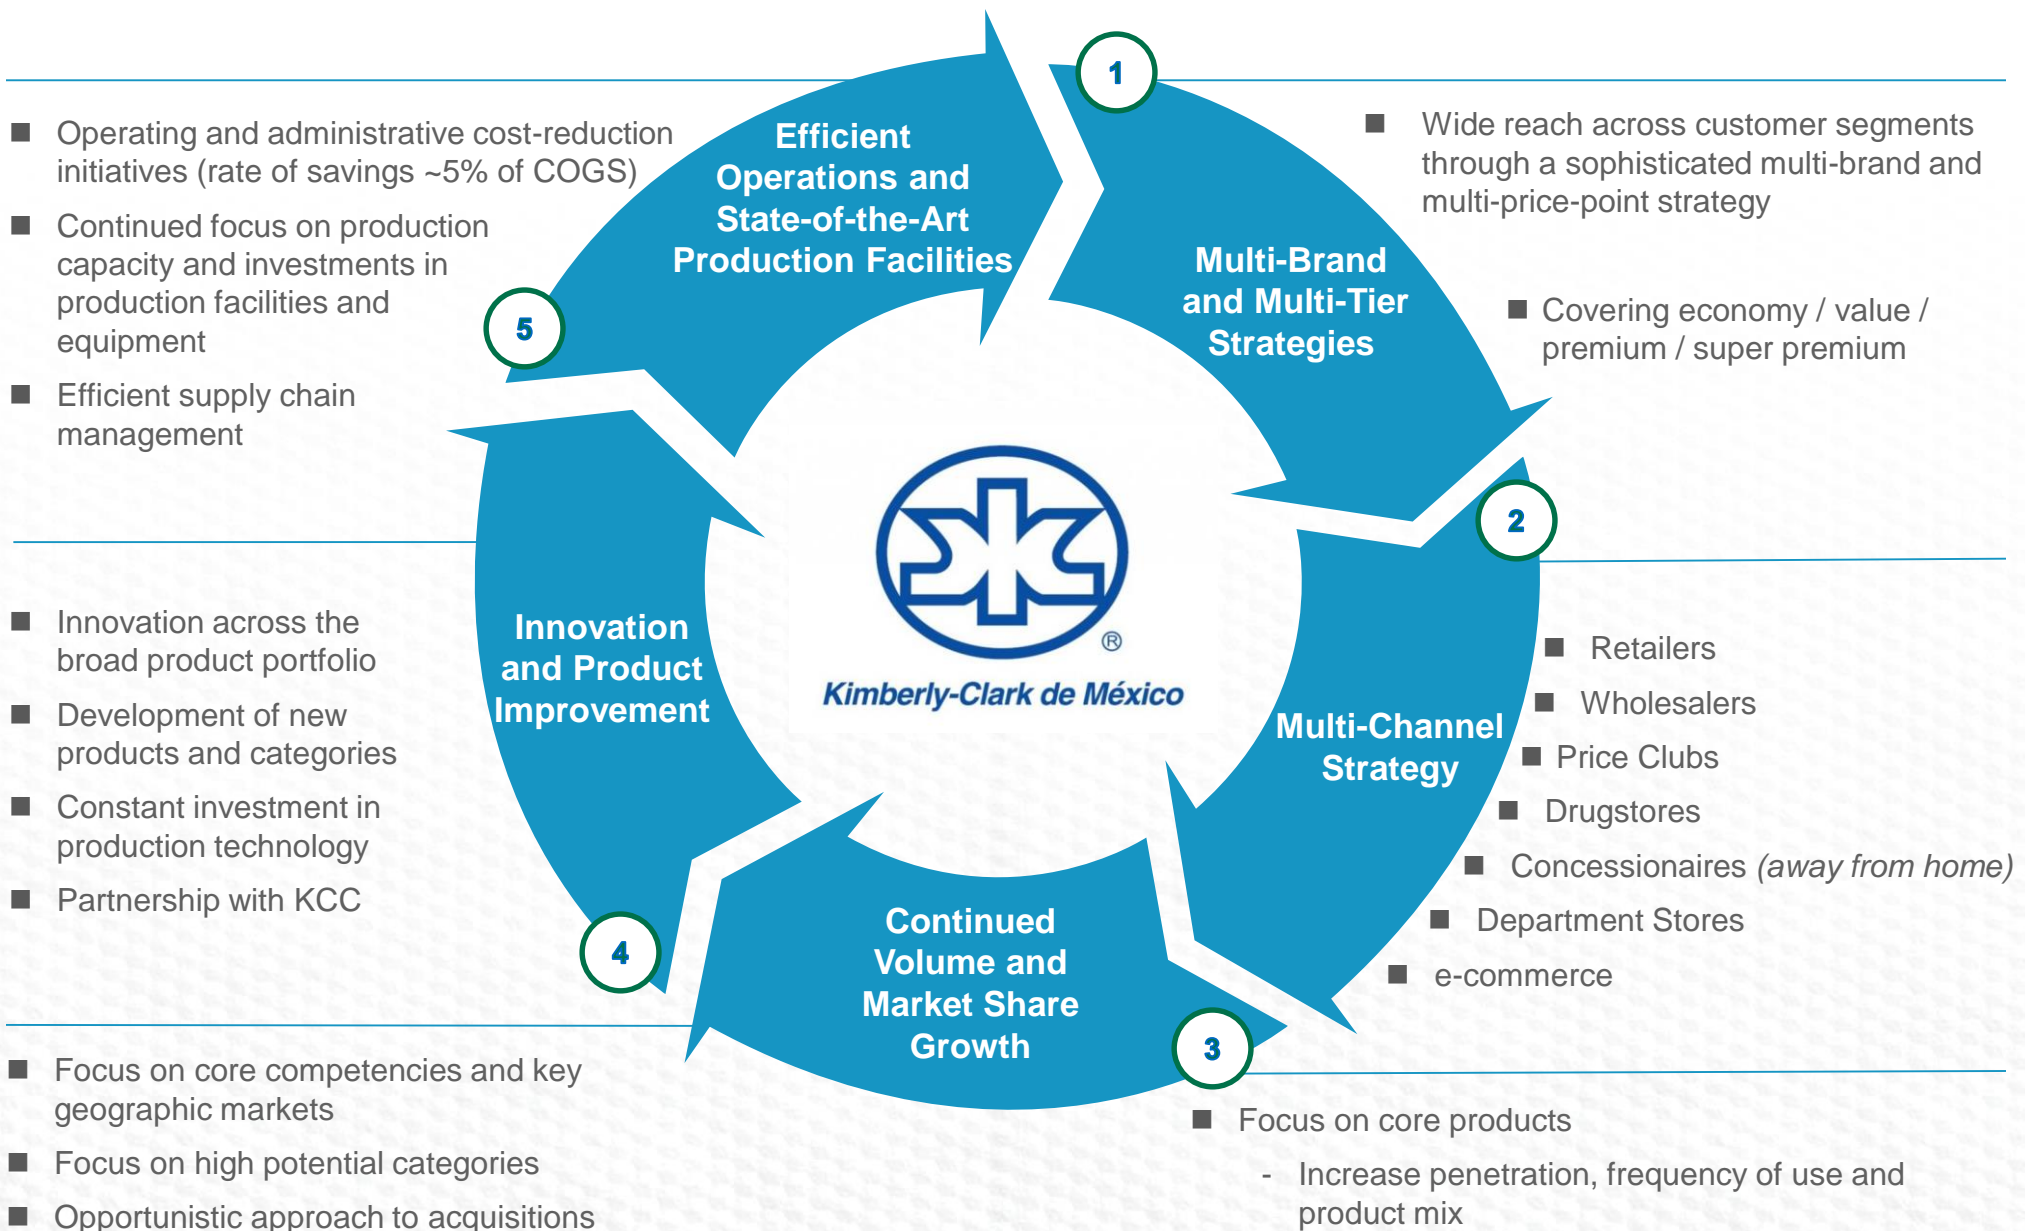 1
Efficient
Operations and
State-of-the-Art
Production Facilities
■ Operating and administrative cost-reduction
initiatives (rate of savings ~5% of COGS)
■ Continued focus on production
capacity and investments in
production facilities and
equipment
■ Efficient supply chain
management
5
■ Wide reach across customer segments
through a sophisticated multi-brand and
multi-price-point strategy
■ Covering economy / value /
premium / super premium
Multi-Brand
and Multi-Tier
Strategies
2
®
Kimberly-Clark de México
■ Innovation across the
broad product portfolio
■ Development of new
products and categories
■ Constant investment in
production technology
■ Partnership with KCC
Innovation
and Product
Improvement
4
Multi-Channel
Strategy
■ Retailers
■ Wholesalers
■ Price Clubs
■ Drugstores
■ Concessionaires (away from home)
■ Department Stores
■ e-commerce
Continued
Volume and
Market Share
Growth
3
■ Focus on core competencies and key
geographic markets
■ Focus on high potential categories
■ Opportunistic approach to acquisitions
■ Focus on core products
- Increase penetration, frequency of use and
product mix